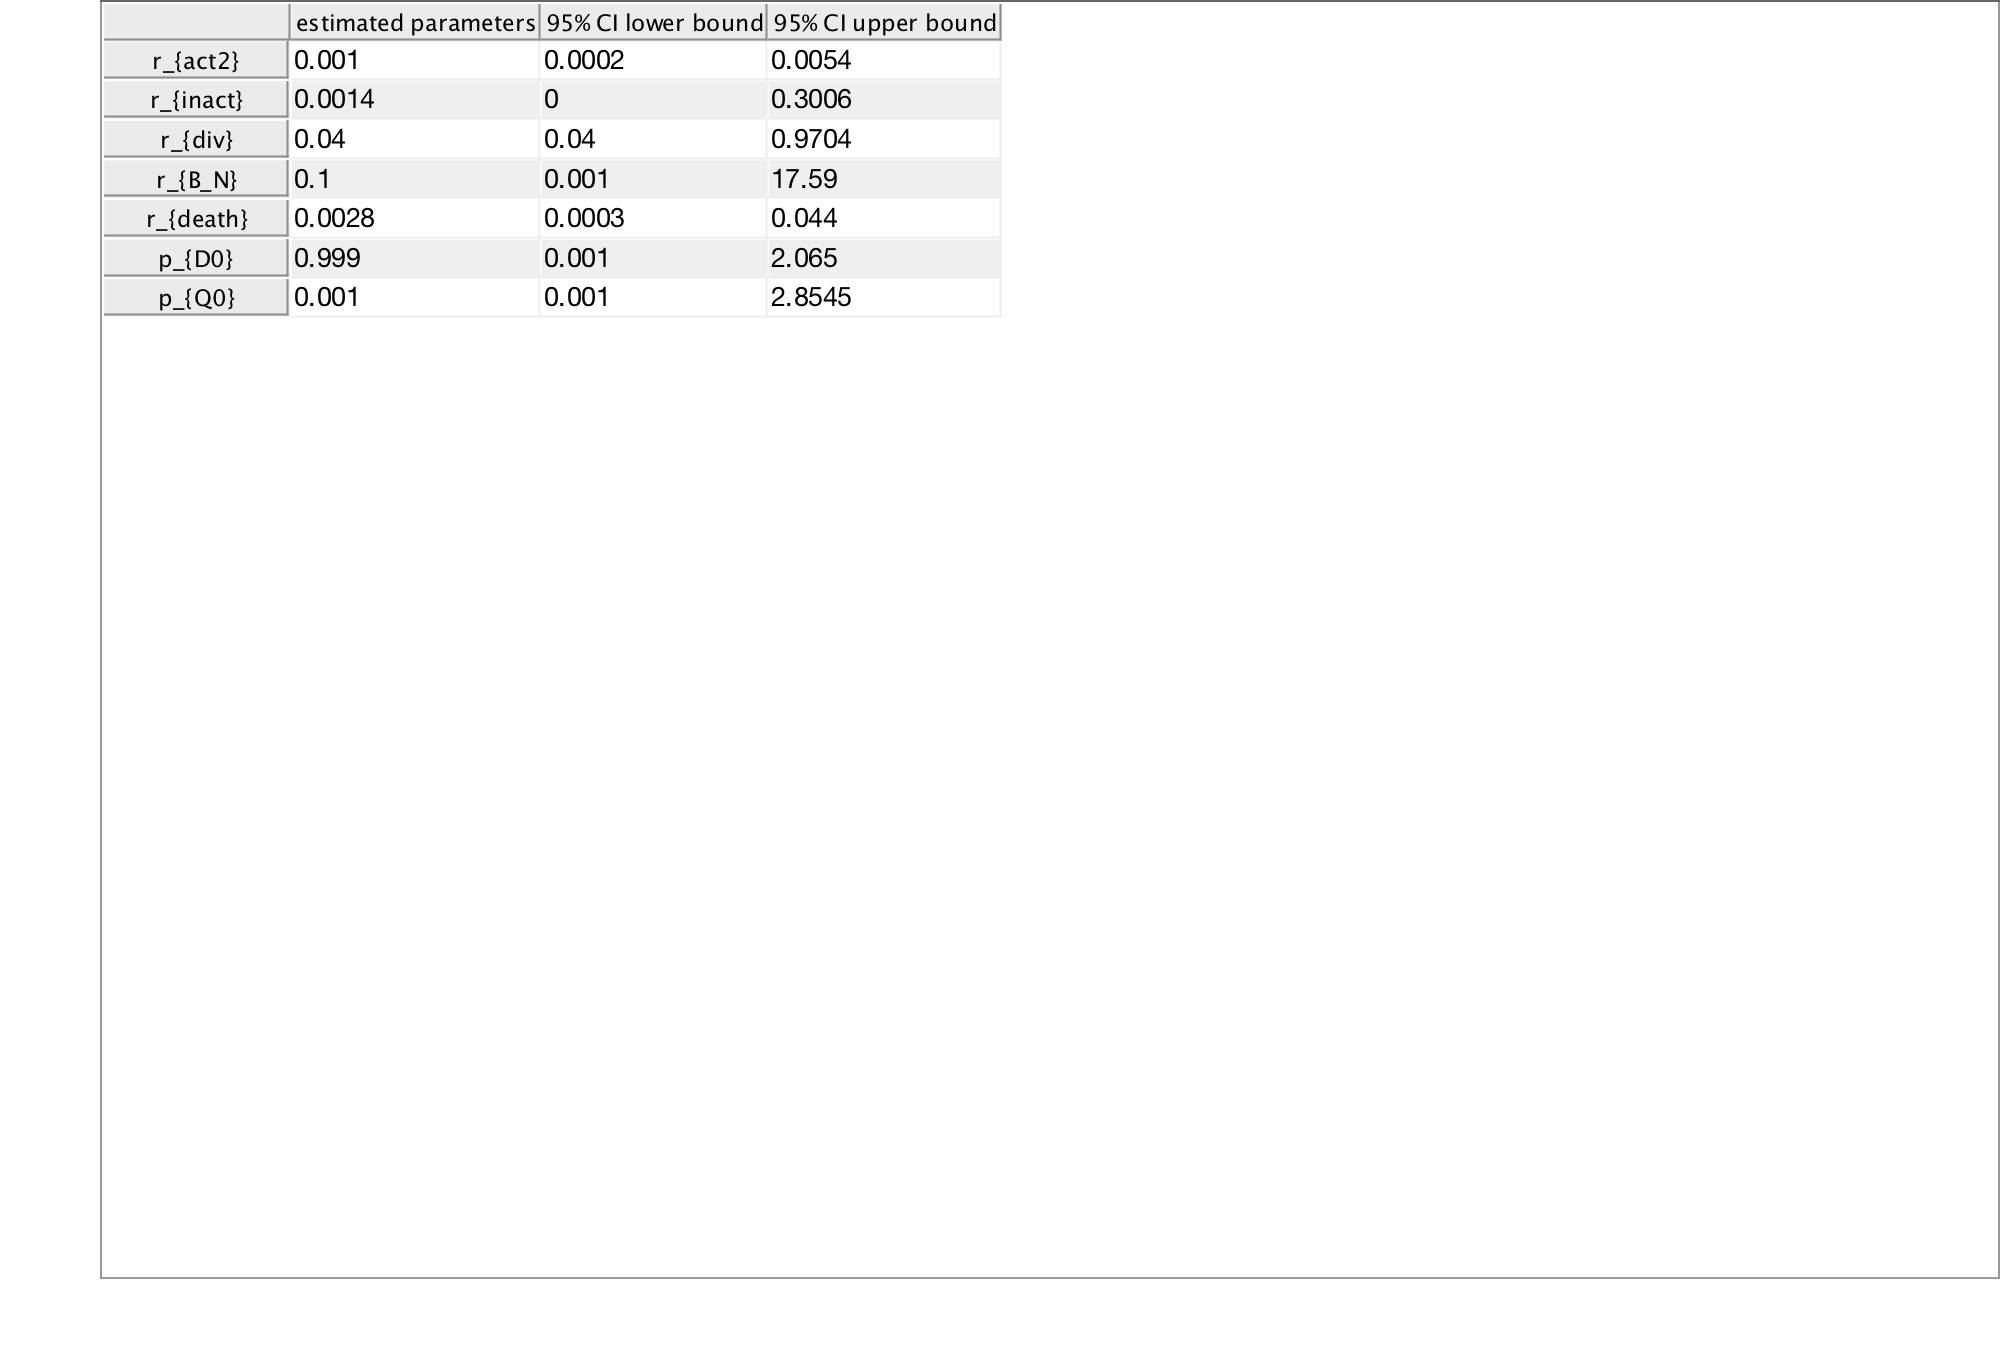 estimated parameters 95% CI lower bound 95% CI upper bound
r_{act2} 0.001 0.0002 0.0054
r_{inact} 0.0014 0 0.3006
r_{div} 0.04 0.04 0.9704
r_{B_N} 0.1 0.001 17.59
r_{death} 0.0028 0.0003 0.044
p_{D0} 0.999 0.001 2.065
p_{Q0} 0.001 0.001 2.8545